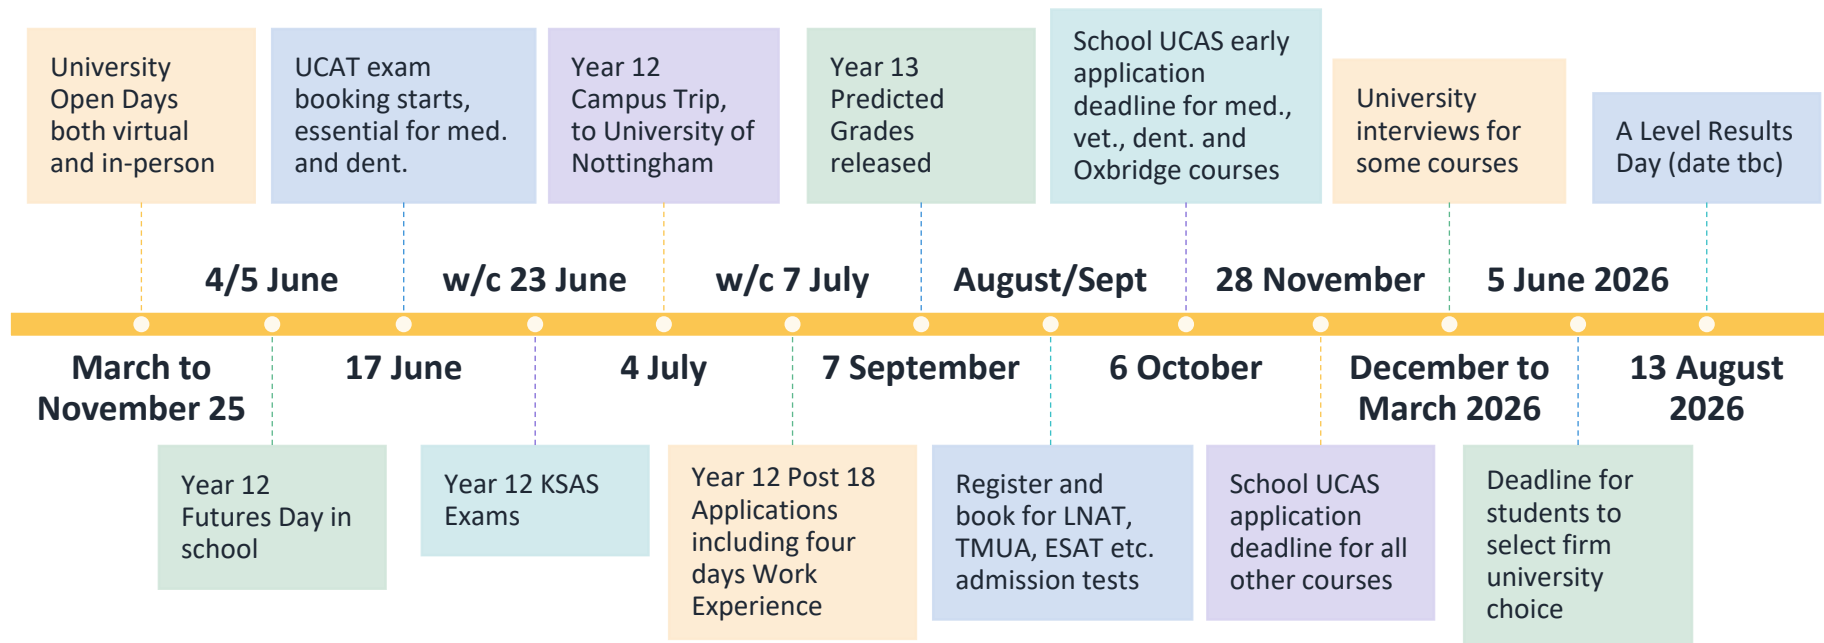 University
Open Days
both virtual
and in-person
UCAT exam
booking starts,
essential for med.
and dent.
Year 12
Campus Trip,
to University of
Nottingham
Year 13
Predicted
Grades
released
School UCAS early
application
deadline for med.,
vet., dent. and
Oxbridge courses
University
interviews for
some courses
A Level Results
Day (date tbc)
4/5 June
w/c 23 June
w/c 7 July
August/Sept
28 November
5 June 2026
March to
November 25
17 June
4 July
7 September
6 October
December to
March 2026
13 August
2026
Year 12
Futures Day in
school
Year 12 KSAS
Exams
Year 12 Post 18
Applications
including four
days Work
Experience
Register and
book for LNAT,
TMUA, ESAT etc.
admission tests
School UCAS
application
deadline for all
other courses
Deadline for
students to
select firm
university
choice